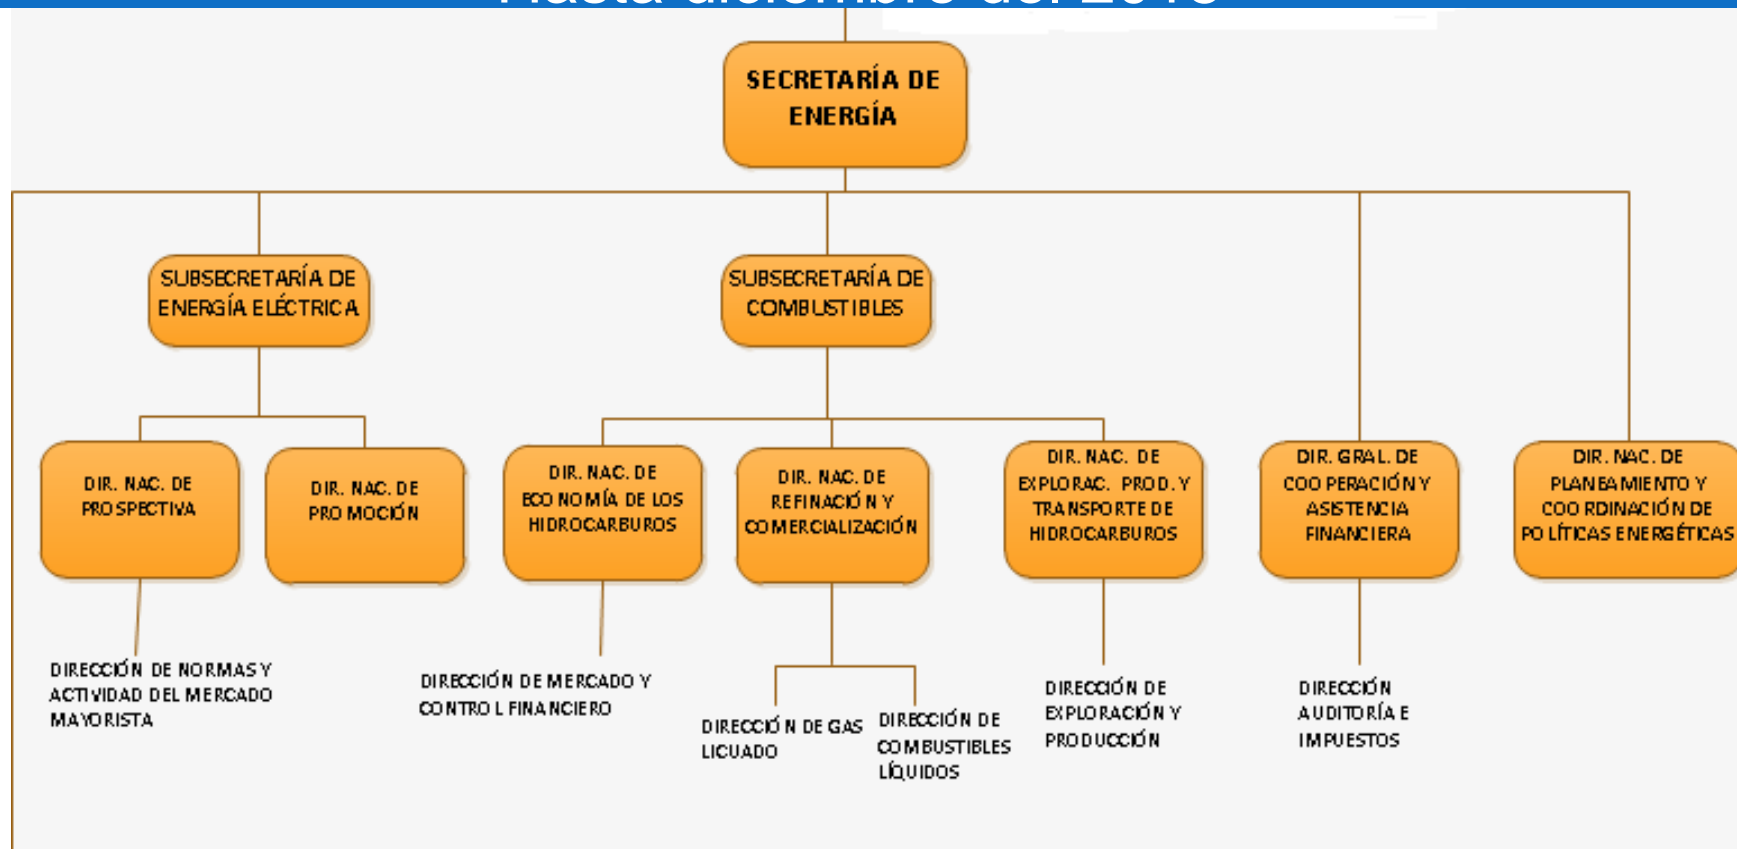 SECRETARÍA DE
ENERGÍA
SUBSECRETARÍA DE
ENERGÍA ELÉCTRICA
SUBSECRETARÍA DE
COMBUSTIBLES
DIR. NAC. DE
PROSPECTIVA
DIR. NAC. DE
PROMOCIÓN
DIR. NAC. DE
ECONOMÍA DE LOS
HIDROCARBUROS
DIR. NAC. DE
REFINACIÓN Y
COMERCIALIZACIÓN
DIR. NAC. DE
EXPLORAC. PROD. Y
TRANSPORTE DE
HIDROCARBUROS
DIR. GRAL. DE
COOPERACIÓN Y
ASISTENCIA
FINANCIERA
DIR. NAC. DE
PLANEAMIENTO Y
COORDINACIÓN DE
POLÍTICAS ENERGÉTICAS
DIRECCIÓN DE NORMAS Y
ACTIVIDAD DEL MERCADO
MAYORISTA
DIRECCIÓN DE MERCADO Y
CONTROL FINANCIERO
DIRECCIÓN DE GAS
LICUADO
DIRECCIÓN DE
COMBUSTIBLES
LÍQUIDOS
DIRECCIÓN DE
EXPLORACIÓN Y
PRODUCCIÓN
DIRECCIÓN
AUDITORÍA E
IMPUESTOS